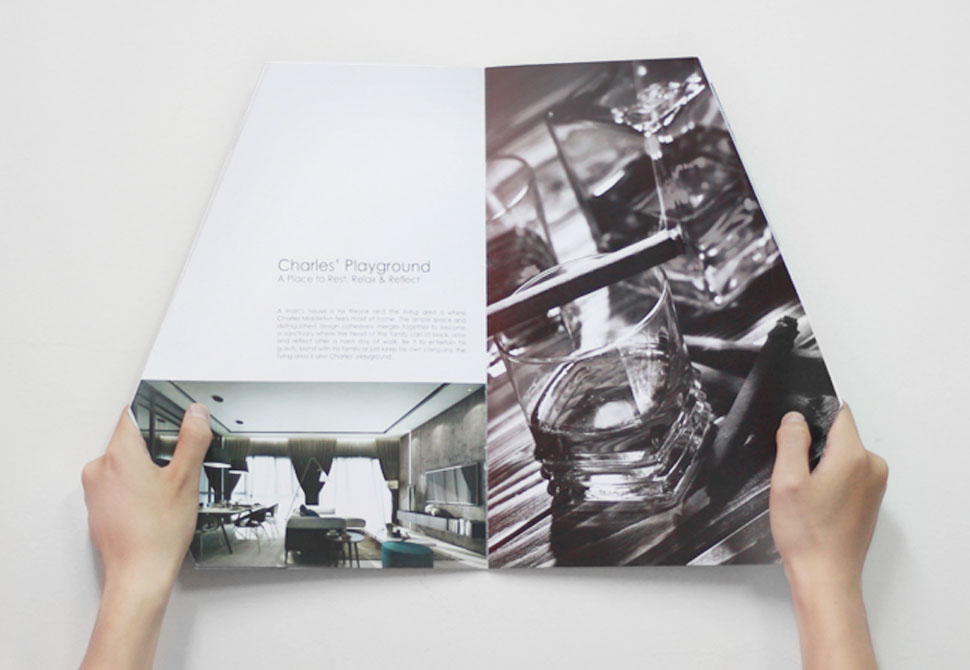 Charles’ Playground
A Place to Rest, Relax & Reflect
A man's house is his throne and the living area is where
Charles Middleton feels most at home. The ample space and
distinguished design collectively merges together to become
a sanctuary where the head of the family can sit back, relax
and reflect after a hard day of work. Be it to entertain his
guests, bond with his family or just keep his own company, the
living area is also Charles' playground.